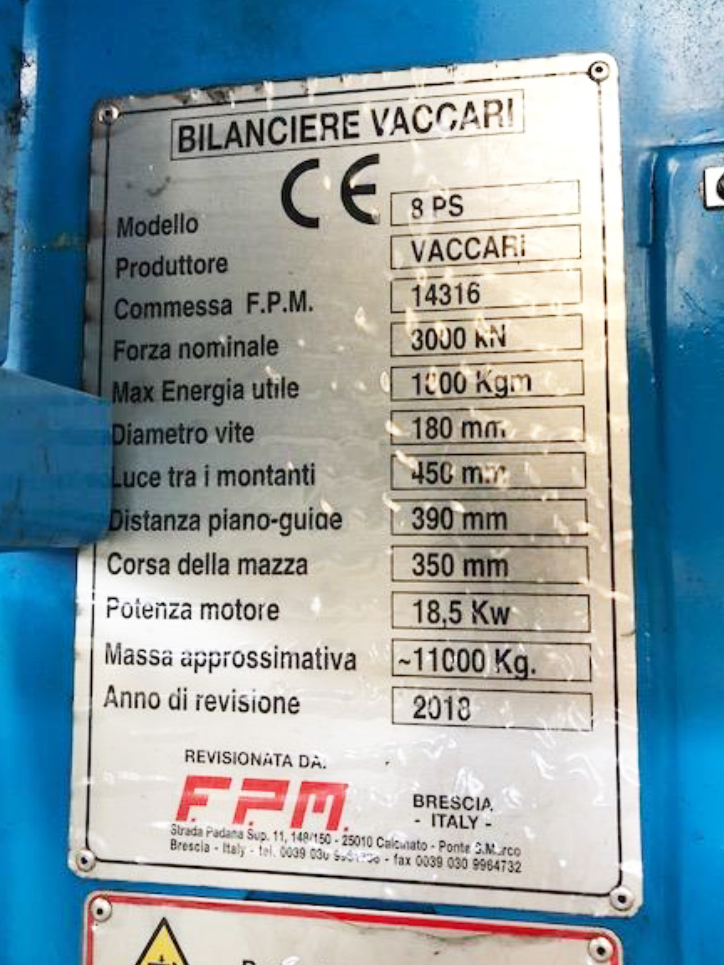 BILANCIERE VACCARI
CE
Modello 8 PS
Produttore VACCARI
Commessa F.P.M. 14316
Forza nominale 3000 kN
Max Energia utile 1800 Kgm
Diametro vite 180 mm
Luce tra i montanti 450 mm
Distanza piano-guide 390 mm
Corsa della mazza 350 mm
Potenza motore 18,5 Kw
Massa approssimativa ~11000 Kg.
Anno di revisione 2018
REVISIONATA DA:
F.P.M. BRESCIA
- ITALY -
Strada Padana Sup. 11, 148/150 - 25010 Calcinato - Ponte S.Marco
Brescia - Italy - tel. 0039 030 - fax 0039 030 9964732